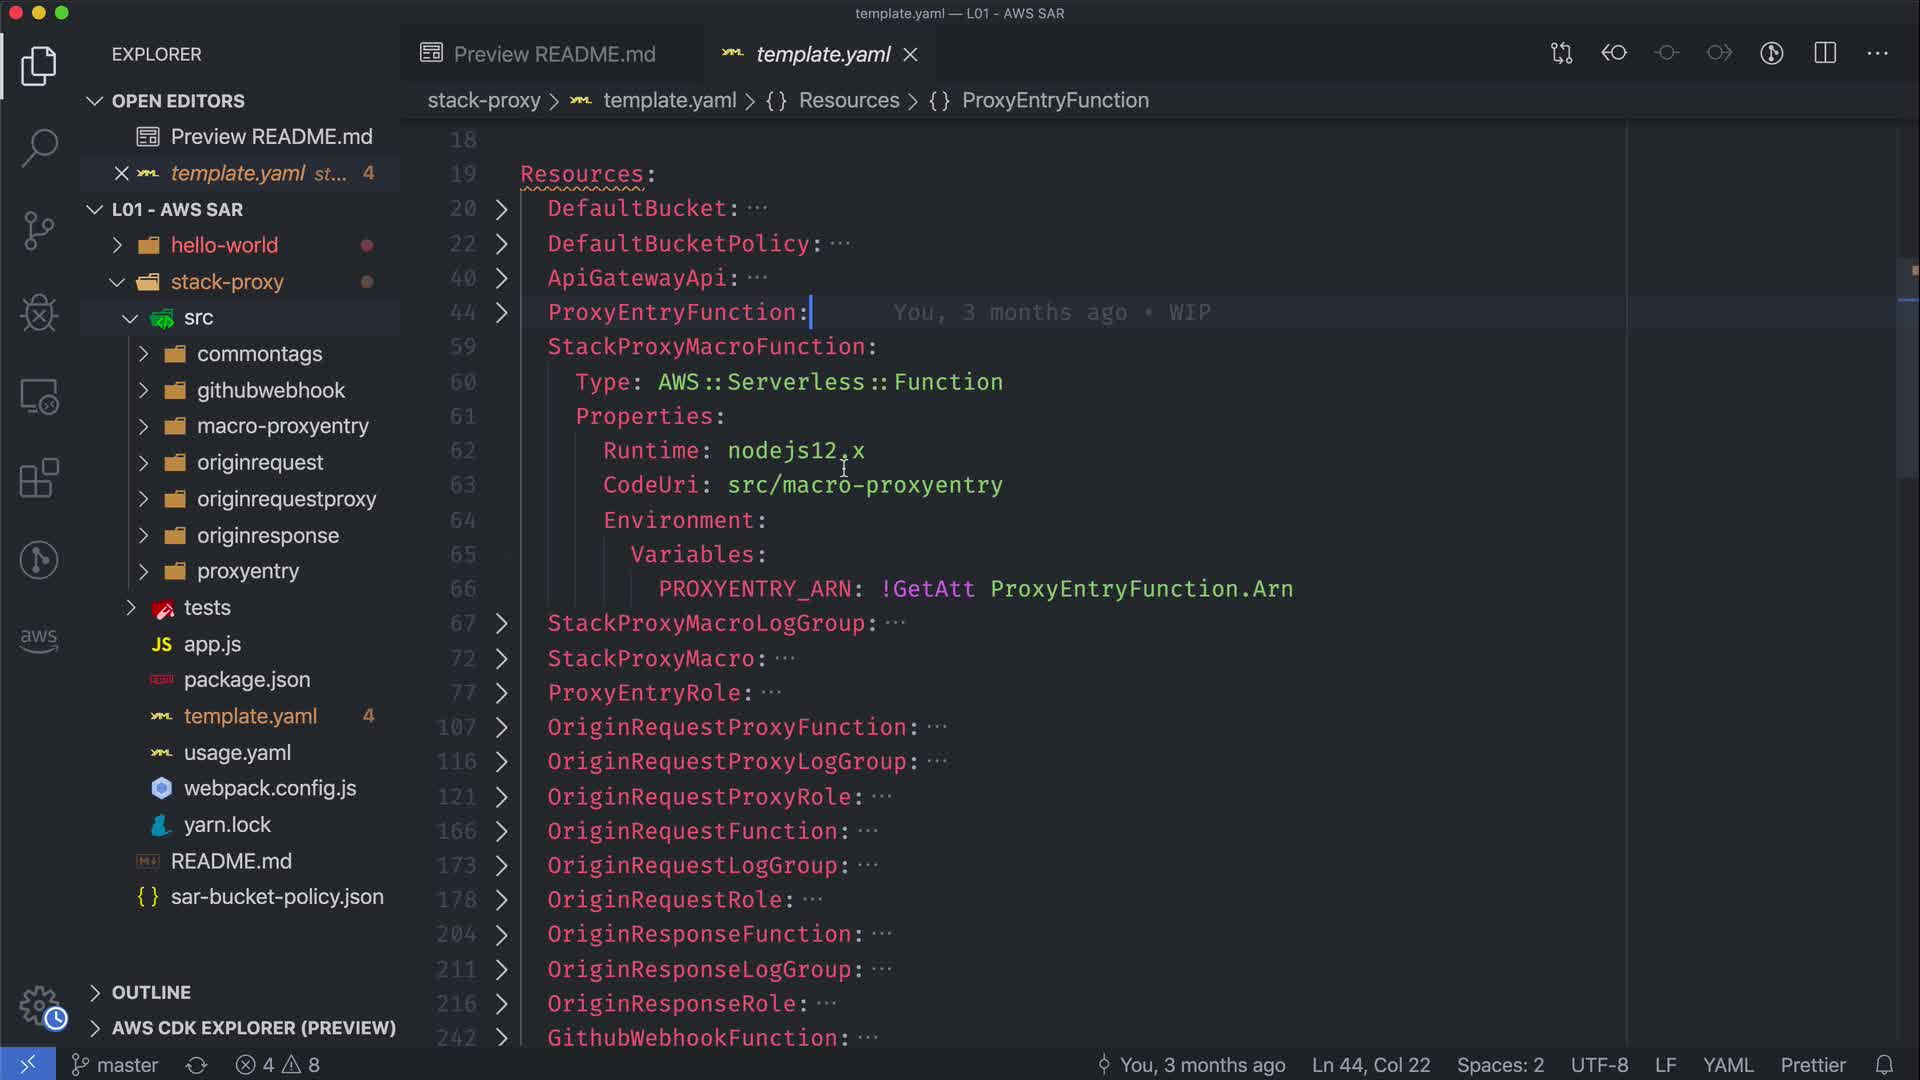 template.yaml — L01 - AWS SAR
EXPLORER
OPEN EDITORS
Preview README.md
template.yaml st... 4
L01 - AWS SAR
hello-world
stack-proxy
src
commontags
githubwebhook
macro-proxyentry
originrequest
originrequestproxy
originresponse
proxyentry
tests
JS app.js
package.json
template.yaml 4
usage.yaml
webpack.config.js
yarn.lock
README.md
{ } sar-bucket-policy.json
OUTLINE
AWS CDK EXPLORER (PREVIEW)
aws
Preview README.md
template.yaml
stack-proxy > template.yaml > {} Resources > {} ProxyEntryFunction
18
19 Resources:
20 DefaultBucket: ...
22 DefaultBucketPolicy: ...
40 ApiGatewayApi: ...
44 ProxyEntryFunction: You, 3 months ago • WIP
59 StackProxyMacroFunction:
60 Type: AWS::Serverless::Function
61 Properties:
62 Runtime: nodejs12.x
63 CodeUri: src/macro-proxyentry
64 Environment:
65 Variables:
66 PROXYENTRY_ARN: !GetAtt ProxyEntryFunction.Arn
67 StackProxyMacroLogGroup: ...
72 StackProxyMacro: ...
77 ProxyEntryRole: ...
107 OriginRequestProxyFunction: ...
116 OriginRequestProxyLogGroup: ...
121 OriginRequestProxyRole: ...
166 OriginRequestFunction: ...
173 OriginRequestLogGroup: ...
178 OriginRequestRole: ...
204 OriginResponseFunction: ...
211 OriginResponseLogGroup: ...
216 OriginResponseRole: ...
242 GithubWebhookFunction: ...
master 4 8 You, 3 months ago Ln 44, Col 22 Spaces: 2 UTF-8 LF YAML Prettier